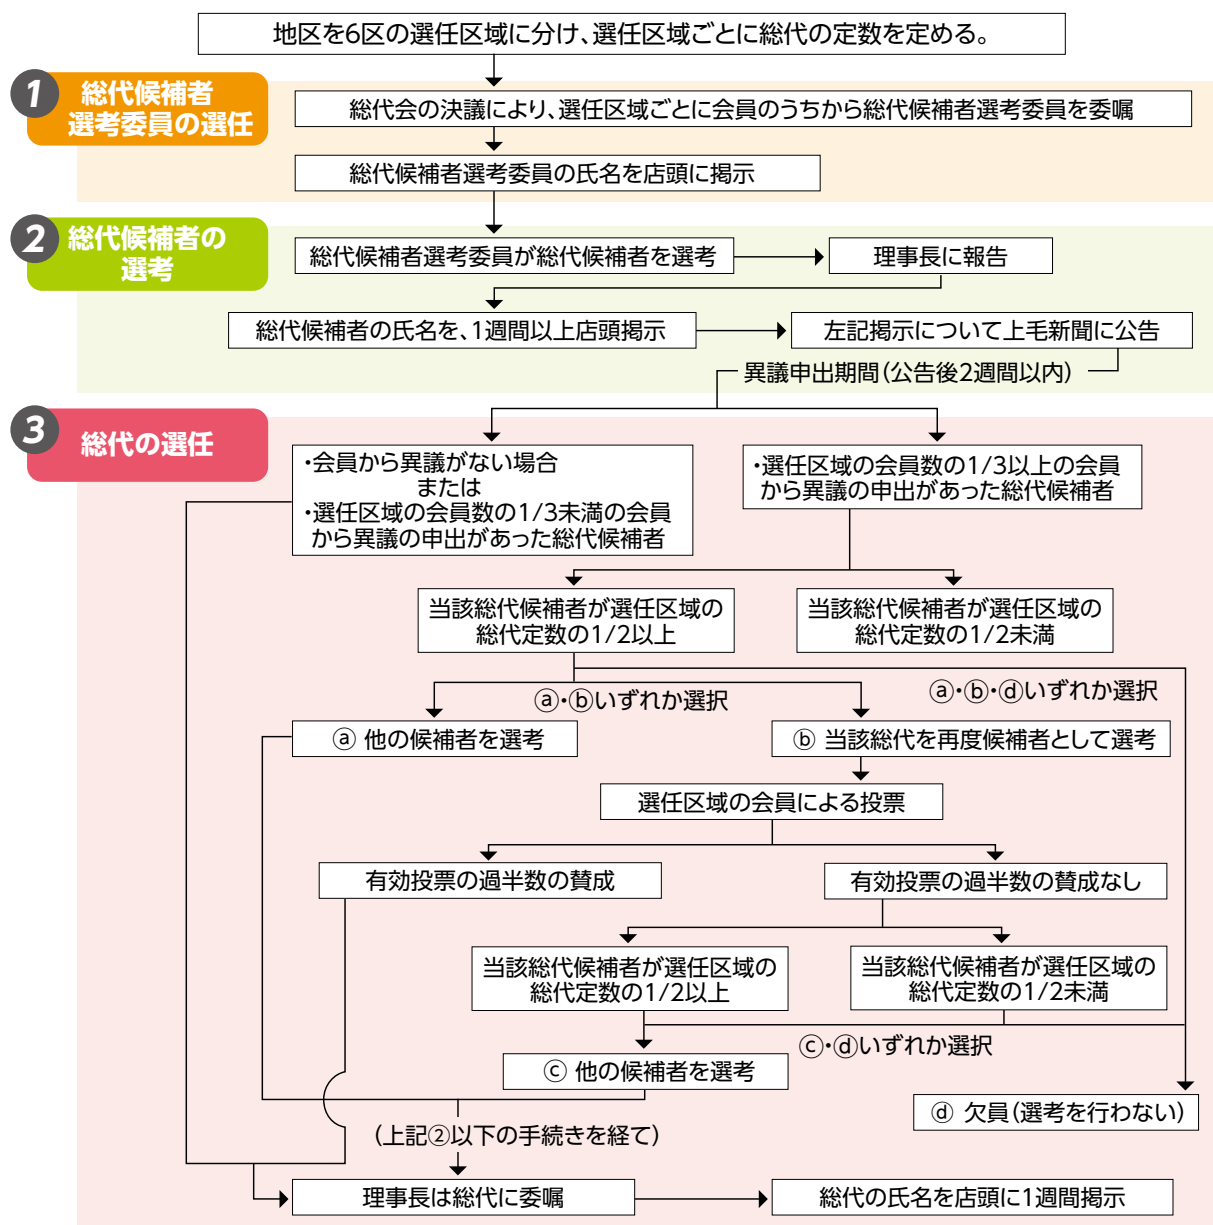 地区を6区の選任区域に分け、選任区域ごとに総代の定数を定める。
1
総代候補者
選考委員の選任
総代会の決議により、選任区域ごとに会員のうちから総代候補者選考委員を委嘱
総代候補者選考委員の氏名を店頭に掲示
2
総代候補者の
選考
総代候補者選考委員が総代候補者を選考
理事長に報告
総代候補者の氏名を、1週間以上店頭掲示
左記掲示について上毛新聞に公告
異議申出期間(公告後2週間以内)
3
総代の選任
・会員から異議がない場合
または
・選任区域の会員数の1/3未満の会員
から異議の申出があった総代候補者
・選任区域の会員数の1/3以上の会員
から異議の申出があった総代候補者
当該総代候補者が選任区域の
総代定数の1/2以上
当該総代候補者が選任区域の
総代定数の1/2未満
ⓐ・ⓑいずれか選択
ⓐ・ⓑ・ⓓいずれか選択
ⓐ 他の候補者を選考
ⓑ 当該総代を再度候補者として選考
選任区域の会員による投票
有効投票の過半数の賛成
有効投票の過半数の賛成なし
当該総代候補者が選任区域の
総代定数の1/2以上
当該総代候補者が選任区域の
総代定数の1/2未満
ⓒ・ⓓいずれか選択
ⓒ 他の候補者を選考
ⓓ 欠員(選考を行わない)
(上記②以下の手続きを経て)
理事長は総代に委嘱
総代の氏名を店頭に1週間掲示